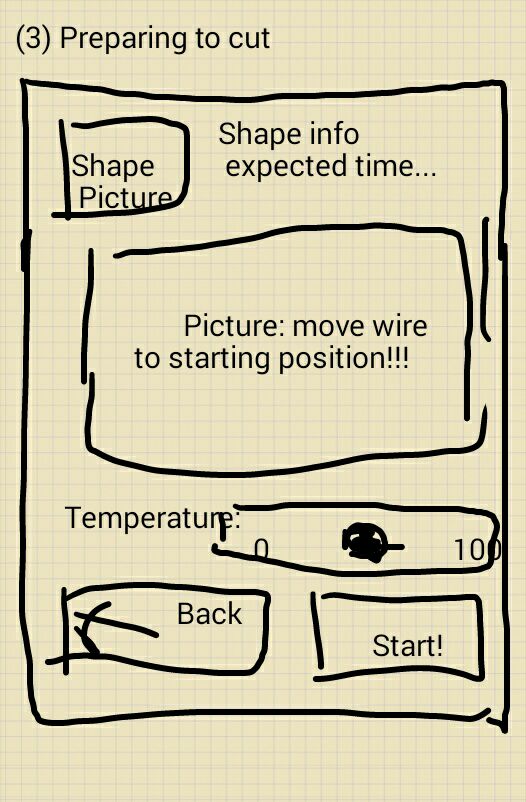 (3) Preparing to cut
Shape info
expected time...
Shape
Picture
Picture: move wire
to starting position!!!
Temperature:
0 100
Back
Start!